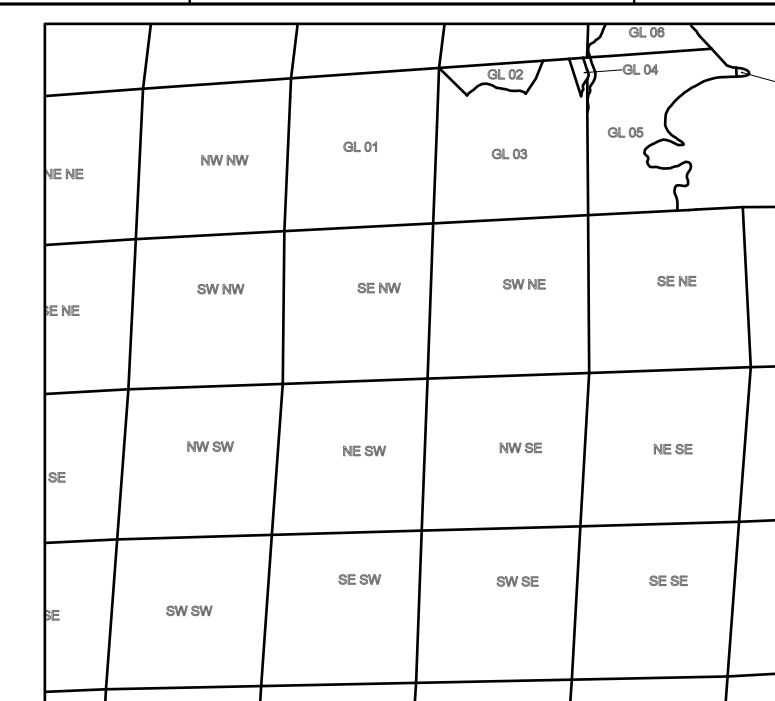 GL 06
GL 02
GL 04
GL 05
GL 01
GL 03
NW NW
NE NE
SE NE
SW NE
SE NW
SW NW
SE NE
NW SW
NE SW
NW SE
NE SE
SE
SE SW
SW SE
SE SE
SW SW
SE